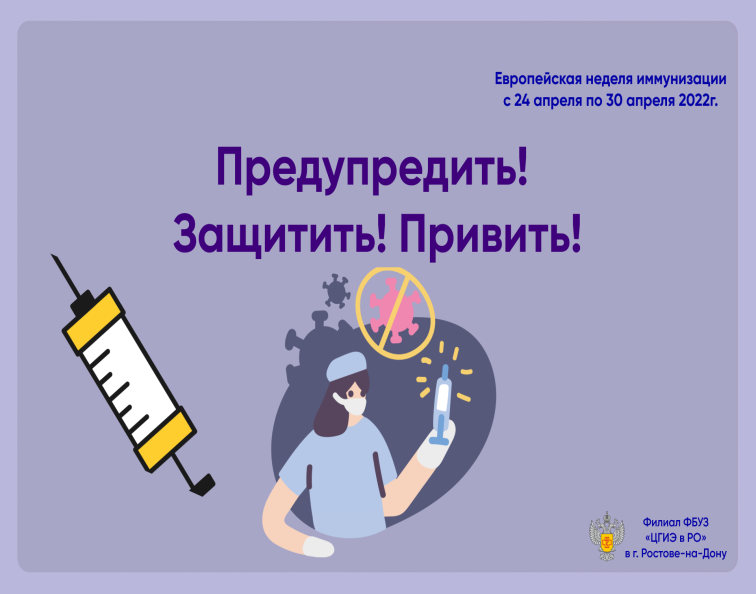 Европейская неделя иммунизации
с 24 апреля по 30 апреля 2022г.
Предупредить!
Защитить! Привить!
Филиал ФБУЗ
«ЦГИЭ в РО»
в г. Ростове-на-Дону